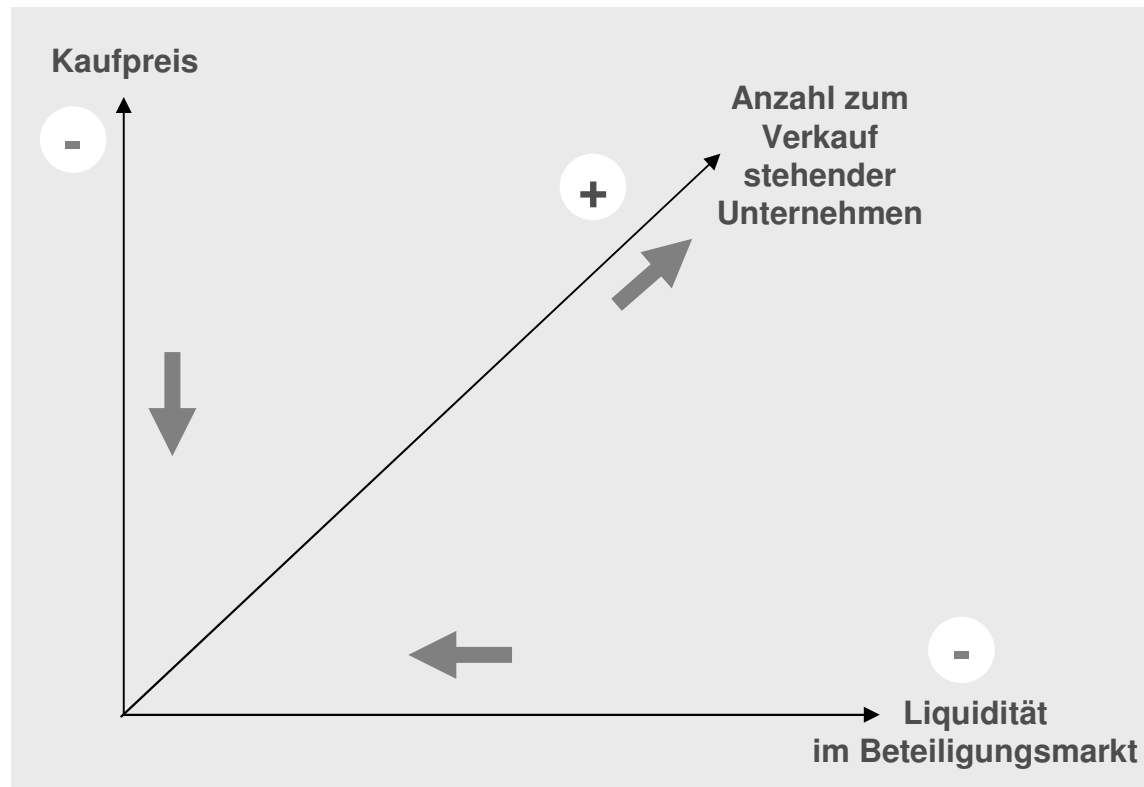 Kaufpreis
-
Anzahl zum
Verkauf
stehender
Unternehmen
+
-
Liquidität
im Beteiligungsmarkt